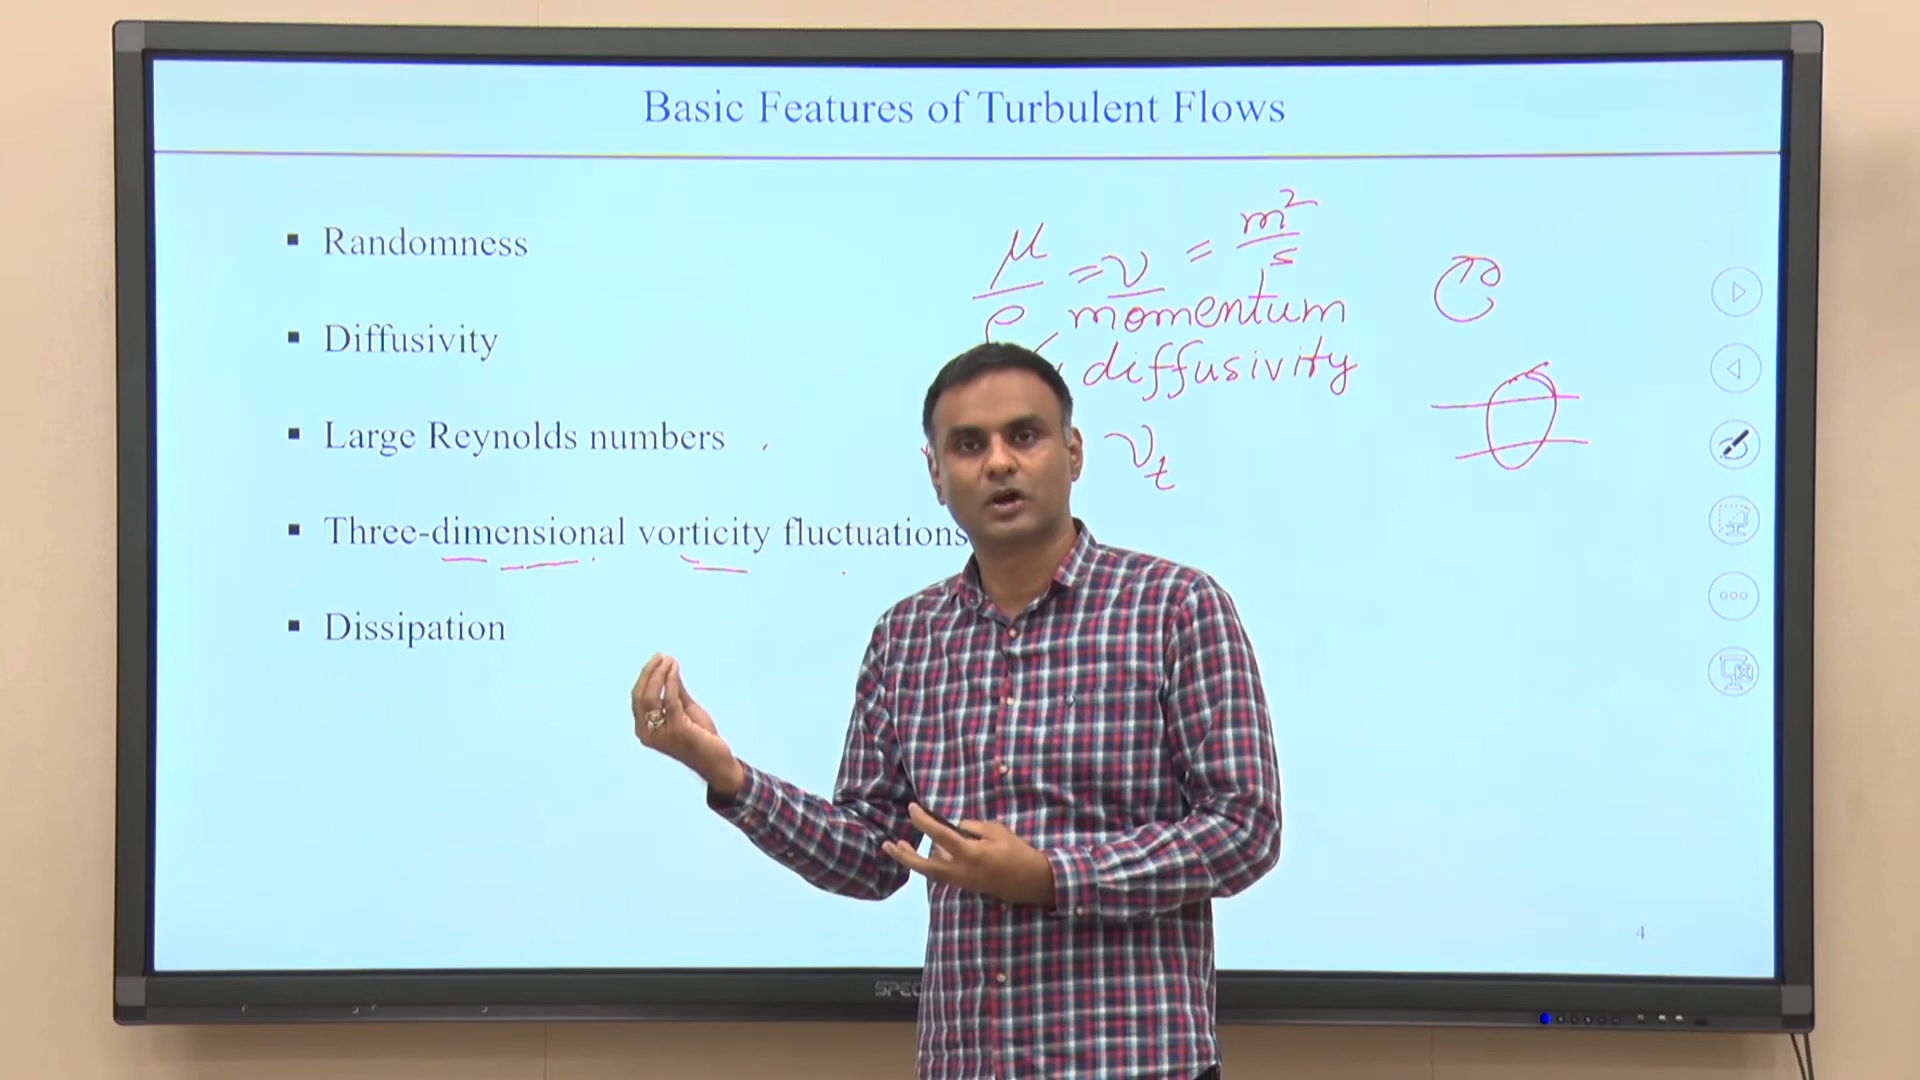 Basic Features of Turbulent Flows
▪ Randomness
▪ Diffusivity
▪ Large Reynolds numbers
▪ Three-dimensional vorticity fluctuations
▪ Dissipation
μ/ρ = ν = m²/s
momentum
diffusivity
ν_t
4